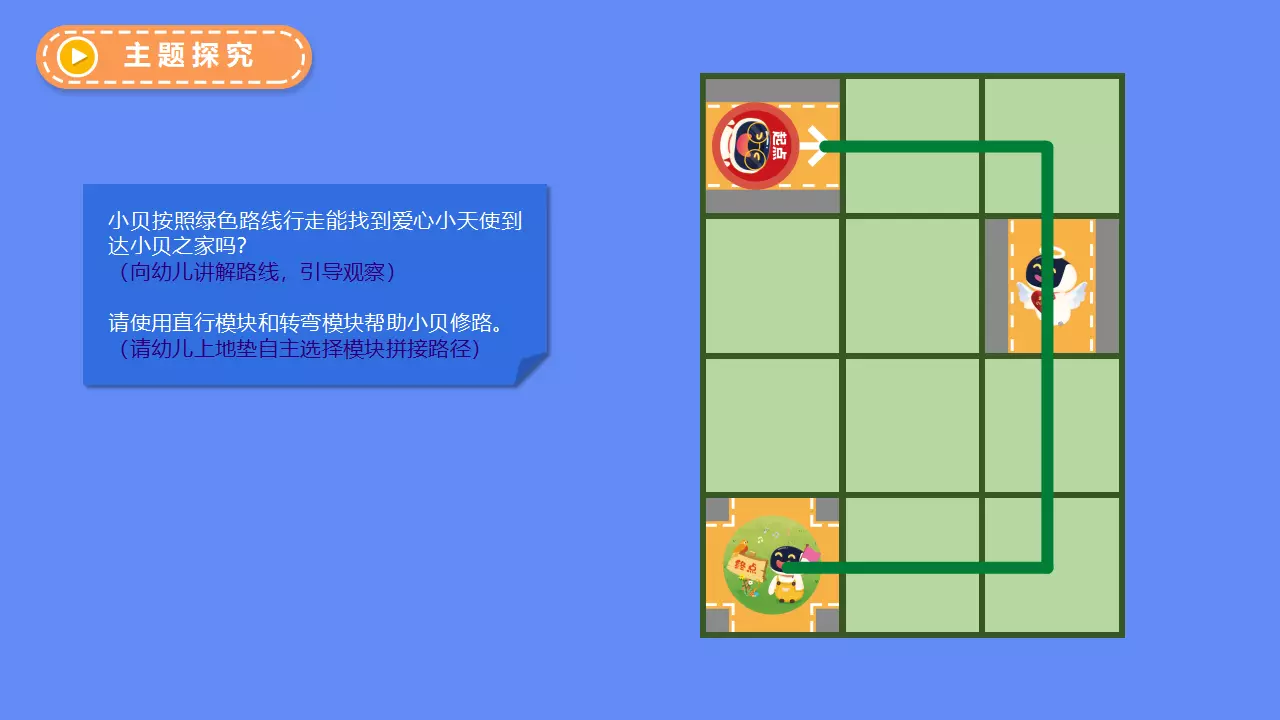 主题探究
小贝按照绿色路线行走能找到爱心小天使到
达小贝之家吗?
（向幼儿讲解路线，引导观察）
请使用直行模块和转弯模块帮助小贝修路。
（请幼儿上地垫自主选择模块拼接路径）
起点
终点